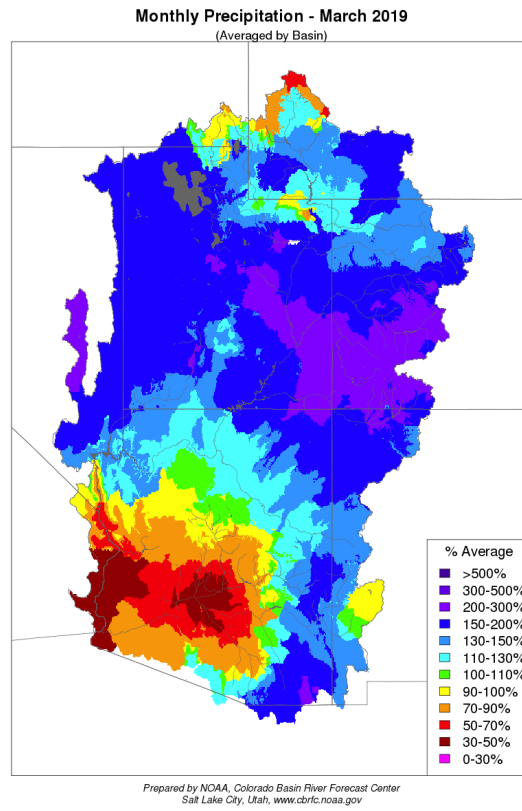 Monthly Precipitation - March 2019
(Averaged by Basin)
% Average
>500%
300-500%
200-300%
150-200%
130-150%
110-130%
100-110%
90-100%
70-90%
50-70%
30-50%
0-30%
Prepared by NOAA, Colorado Basin River Forecast Center
Salt Lake City, Utah, www.cbrfc.noaa.gov